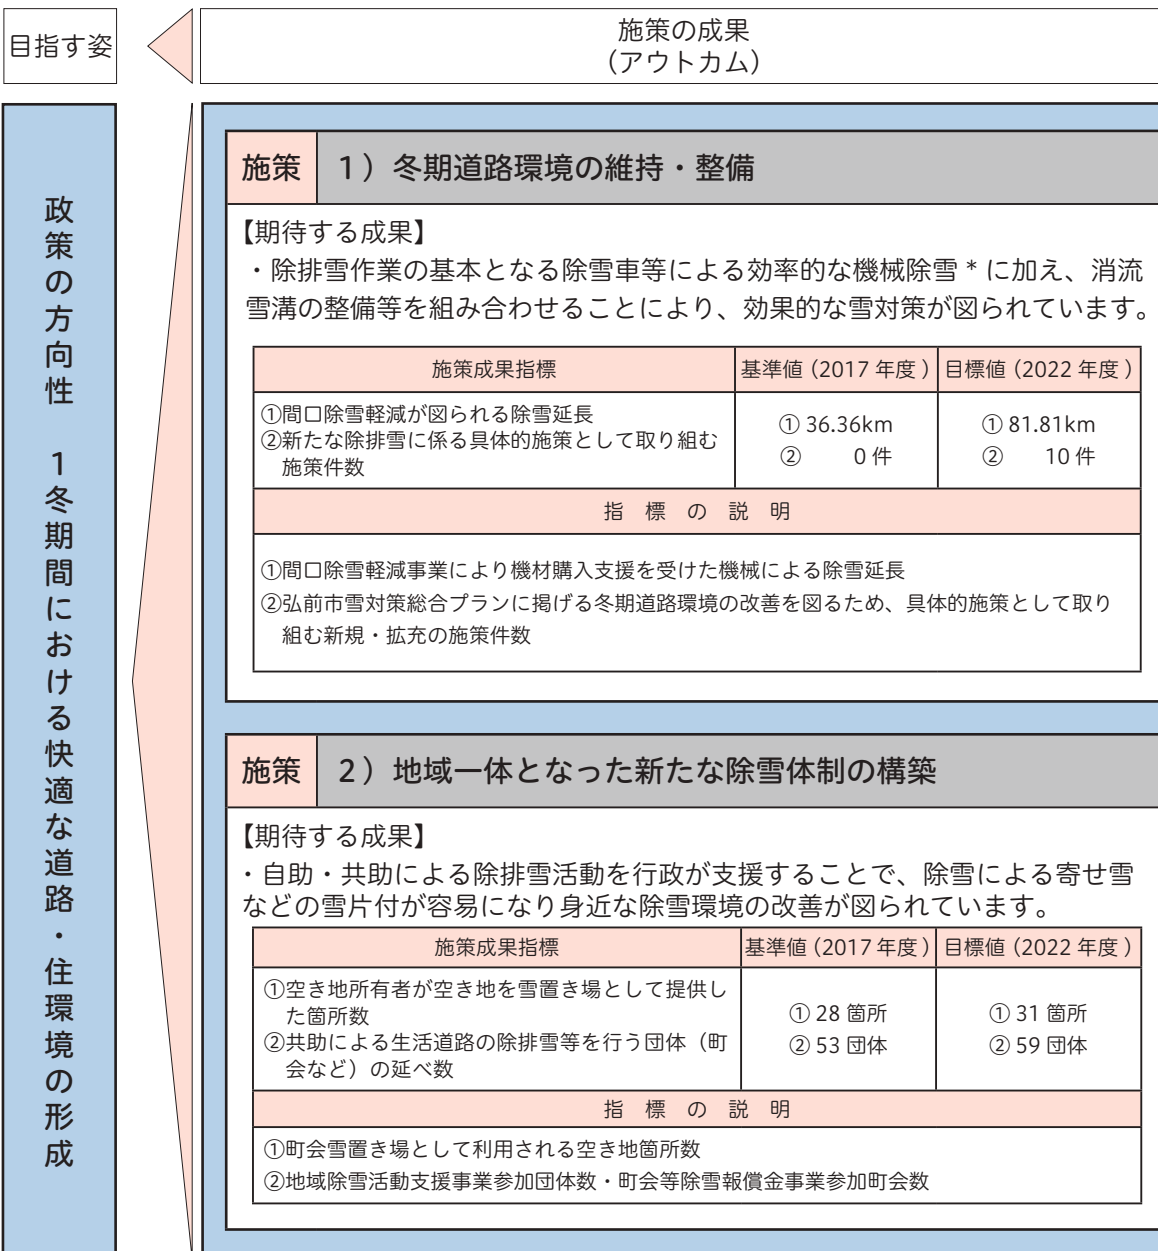 目指す姿
施策の成果
（アウトカム）
政策の方向性　1冬期間における快適な道路・住環境の形成
施策　1）冬期道路環境の維持・整備
【期待する成果】
・除排雪作業の基本となる除雪車等による効率的な機械除雪＊に加え、消流
雪溝の整備等を組み合わせることにより、効果的な雪対策が図られています。
施策成果指標　基準値（2017 年度）　目標値（2022 年度）
①間口除雪軽減が図られる除雪延長
②新たな除排雪に係る具体的施策として取り組む
施策件数
① 36.36km
②　　0 件
① 81.81km
②　　10 件
指　標　の　説　明
①間口除雪軽減事業により機材購入支援を受けた機械による除雪延長
②弘前市雪対策総合プランに掲げる冬期道路環境の改善を図るため、具体的施策として取り
組む新規・拡充の施策件数
施策　2）地域一体となった新たな除雪体制の構築
【期待する成果】
・自助・共助による除排雪活動を行政が支援することで、除雪による寄せ雪
などの雪片付が容易になり身近な除雪環境の改善が図られています。
施策成果指標　基準値（2017 年度）　目標値（2022 年度）
①空き地所有者が空き地を雪置き場として提供し
た箇所数
②共助による生活道路の除排雪等を行う団体（町
会など）の延べ数
① 28 箇所
② 53 団体
① 31 箇所
② 59 団体
指　標　の　説　明
①町会雪置き場として利用される空き地箇所数
②地域除雪活動支援事業参加団体数・町会等除雪報償金事業参加町会数